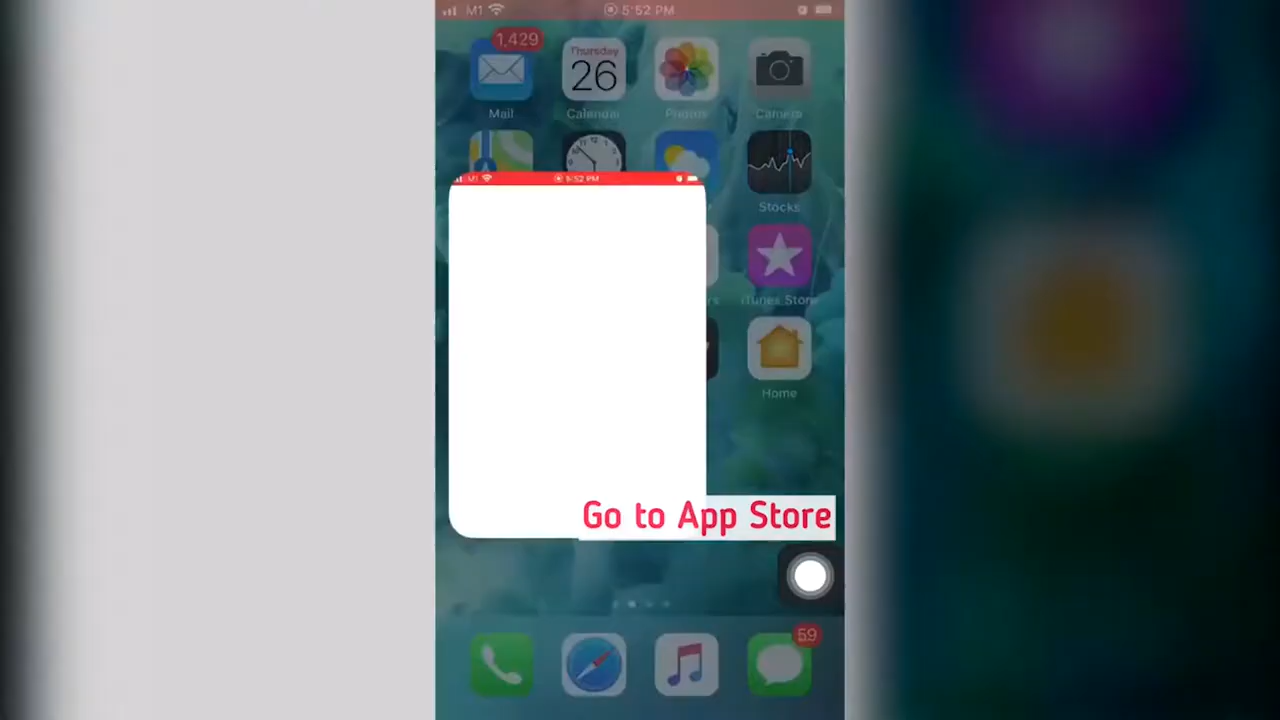 M1 5:52 PM
1,429
Thursday
26
Mail Calendar Photos Camera
M1 5:52 PM
Stocks
iTunes Store
Home
Go to App Store
59